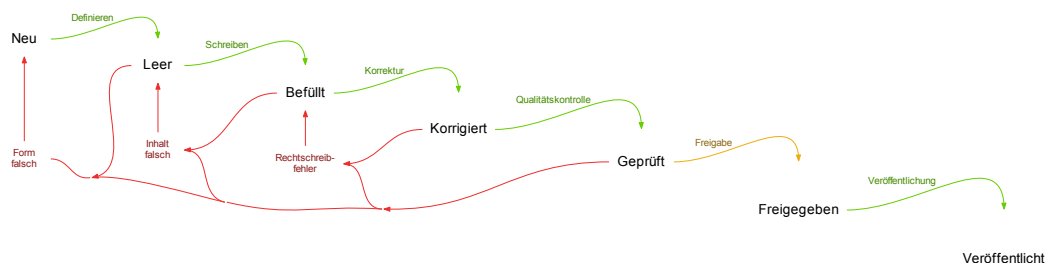 Definieren
Neu
Schreiben
Leer
Korrektur
Befüllt
Qualitätskontrolle
Korrigiert
Form
falsch
Inhalt
falsch
Rechtschreib-
fehler
Freigabe
Geprüft
Veröffentlichung
Freigegeben
Veröffentlicht